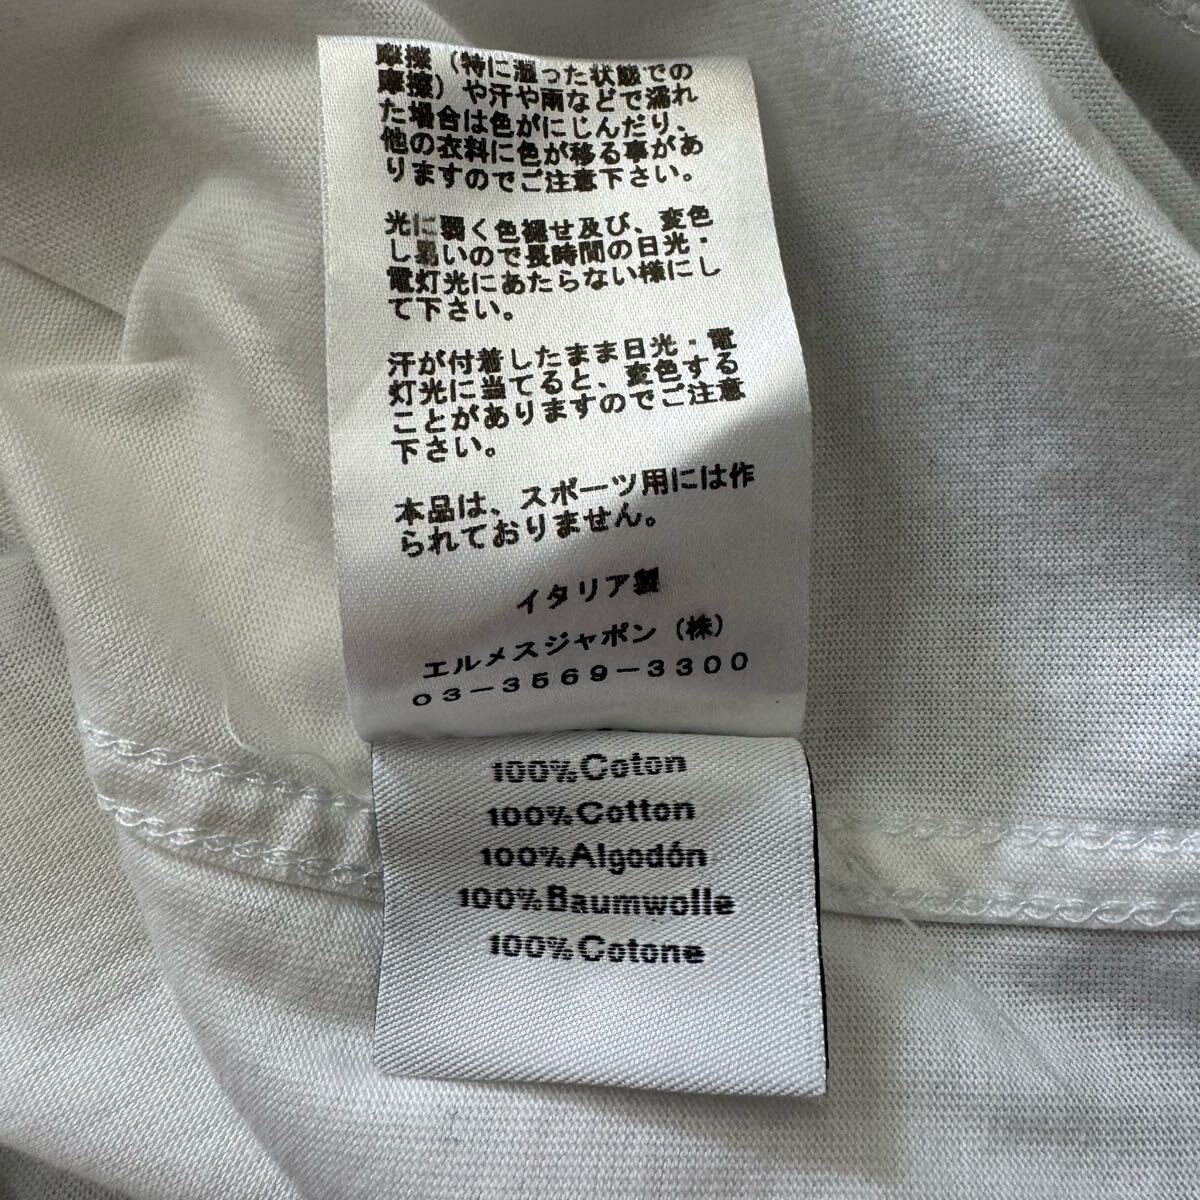 摩擦（特に湿った状態での
摩擦）や汗や雨などで濡れ
た場合は色がにじんだり、
他の衣料に色が移る事があ
りますのでご注意下さい。
光に弱く色褪せ及び、変色
し易いので長時間の日光・
電灯光にあたらない様にし
て下さい。
汗が付着したまま日光・電
灯光に当てると、変色する
ことがありますのでご注意
下さい。
本品は、スポーツ用には作
られておりません。
イタリア製
エルメスジャポン（株）
０３－３５６９－３３００
100%Coton
100%Cotton
100%Algodón
100%Baumwolle
100%Cotone